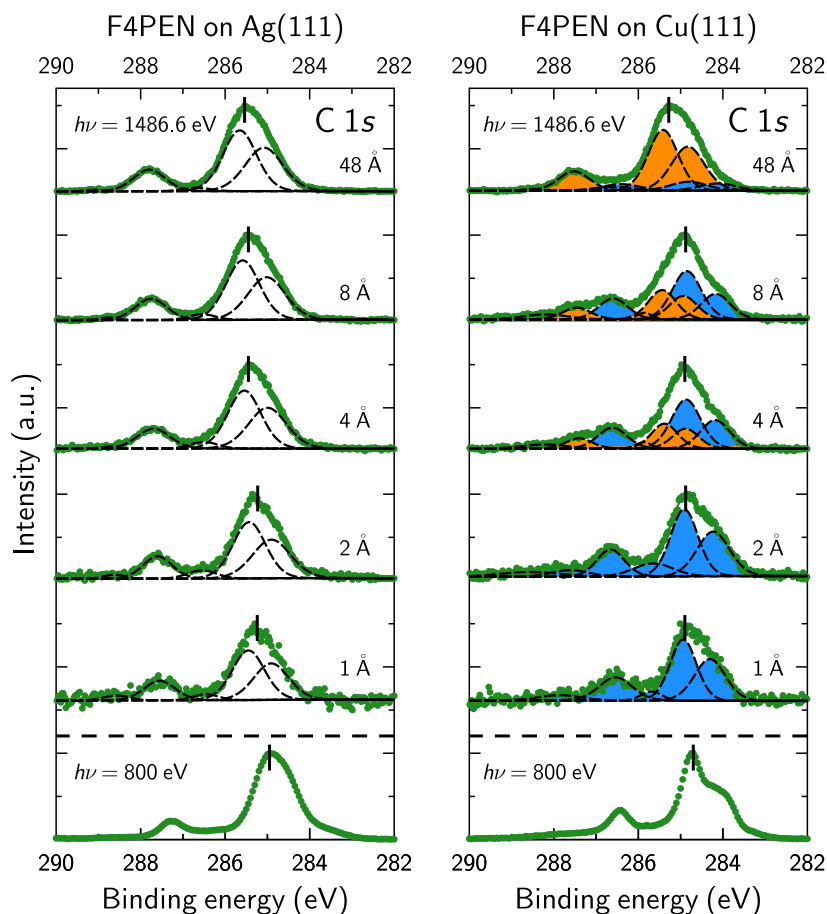 F4PEN on Ag(111)
290 288 286 284 282
hν = 1486.6 eV
C 1s
48 Å
8 Å
4 Å
2 Å
1 Å
hν = 800 eV
290 288 286 284 282
Binding energy (eV)
Intensity (a.u.)
F4PEN on Cu(111)
290 288 286 284 282
hν = 1486.6 eV
C 1s
48 Å
8 Å
4 Å
2 Å
1 Å
hν = 800 eV
290 288 286 284 282
Binding energy (eV)